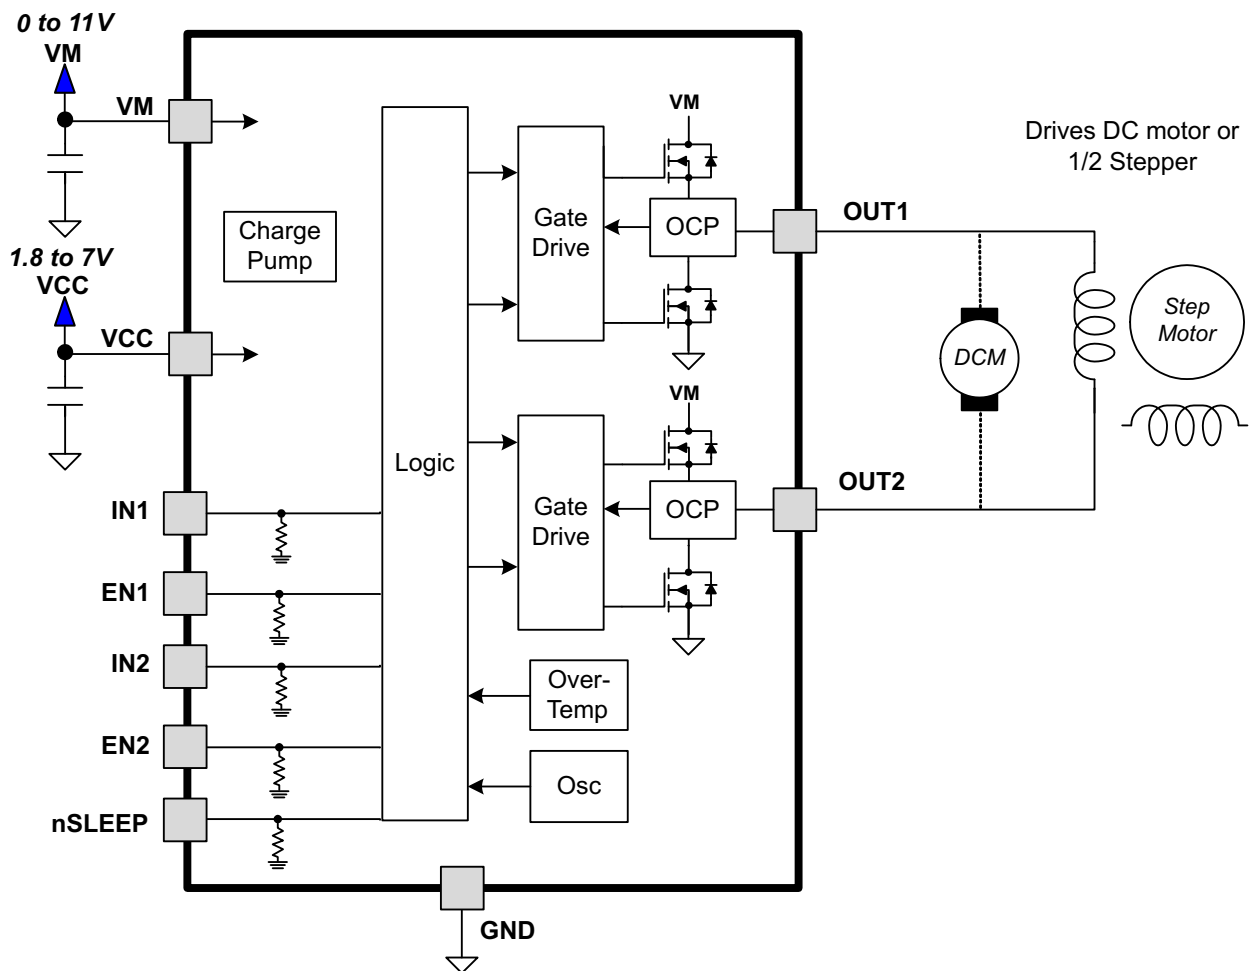 0 to 11V
VM
VM
1.8 to 7V
VCC
VCC
Charge
Pump
Logic
Gate
Drive
VM
OCP
OUT1
Drives DC motor or
1/2 Stepper
DCM
Step
Motor
Gate
Drive
VM
OCP
OUT2
IN1
EN1
IN2
EN2
nSLEEP
Over-
Temp
Osc
GND